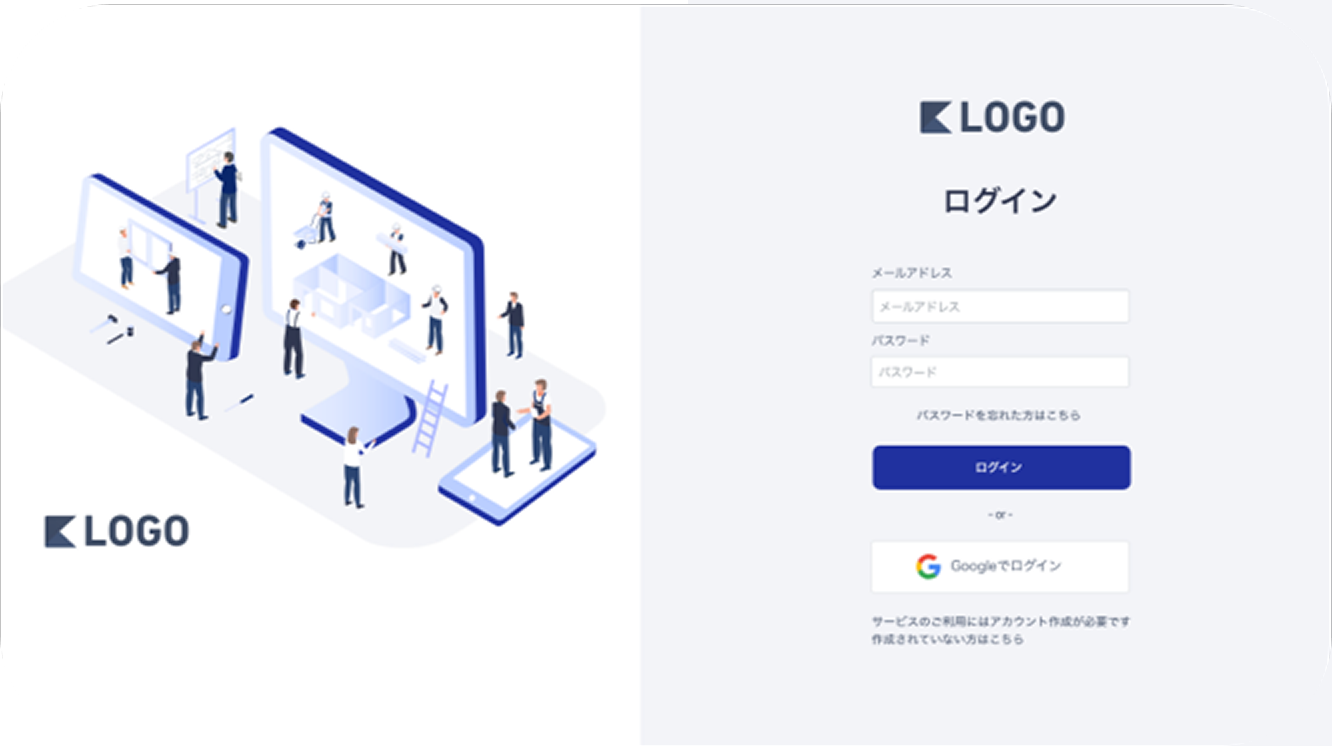 LOGO
LOGO
ログイン
メールアドレス
メールアドレス
パスワード
パスワード
パスワードを忘れた方はこちら
ログイン
- or -
Googleでログイン
サービスのご利用にはアカウント作成が必要です
作成されていない方はこちら